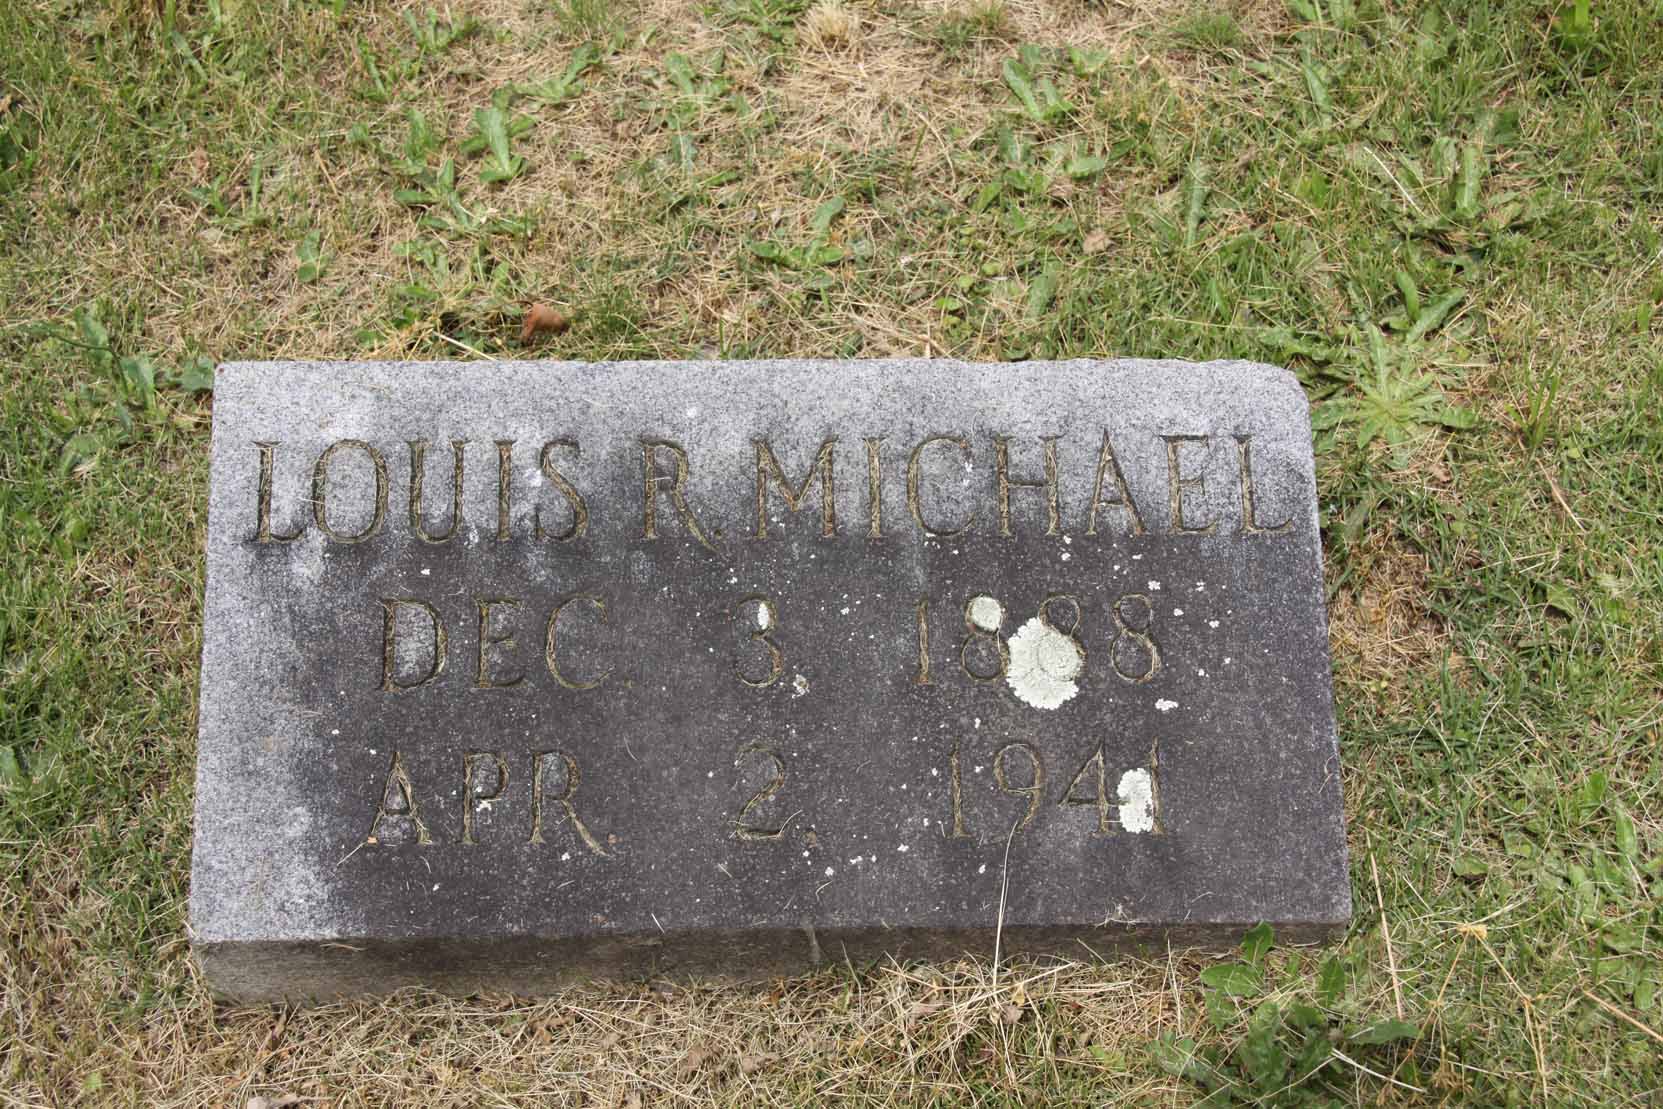 LOUIS R. MICHAEL
DEC. 3. 1888
APR. 2. 1941